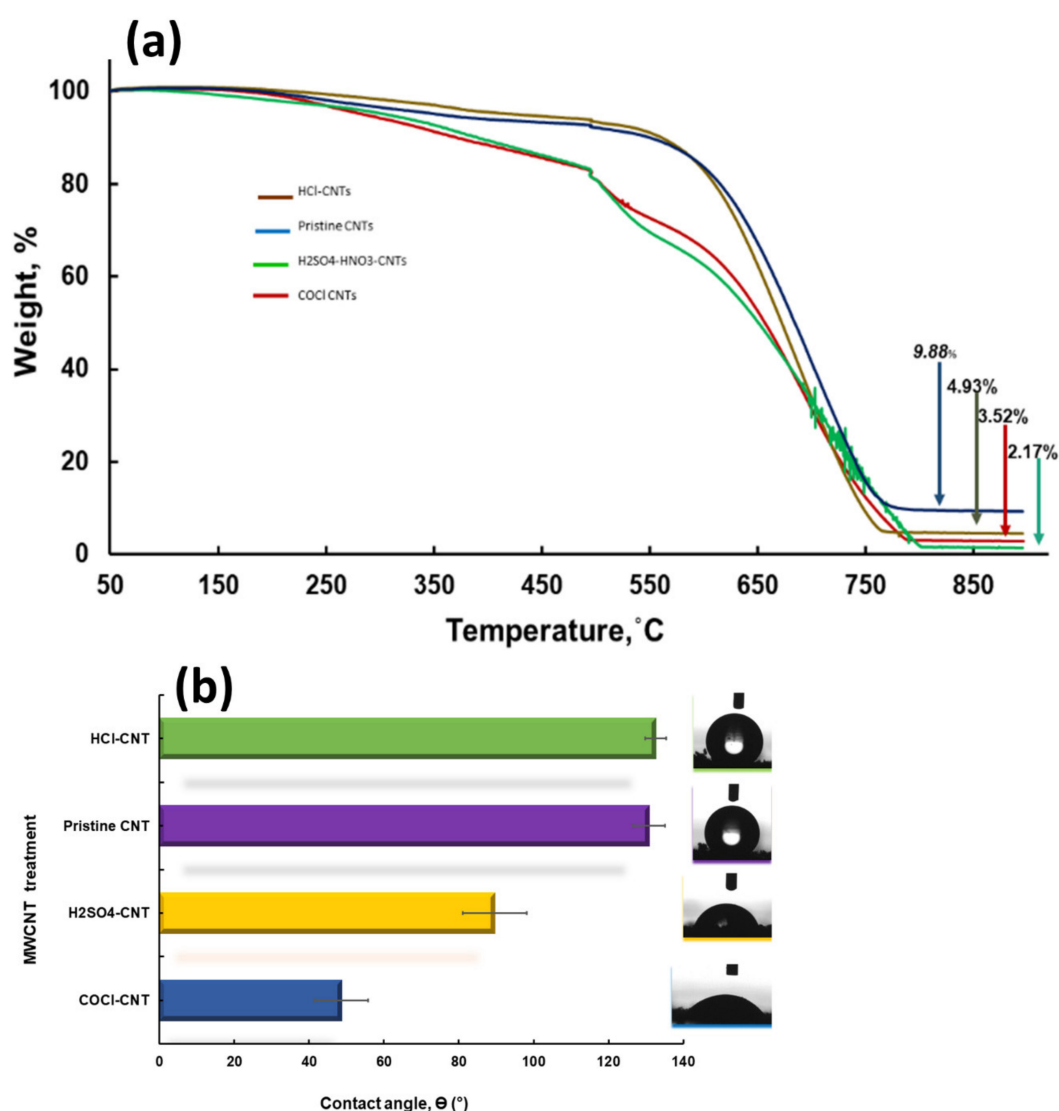 (a)
Weight, %
100
80
60
40
20
0
HCl-CNTs
Pristine CNTs
H2SO4-HNO3-CNTs
COCl CNTs
9.88%
4.93%
3.52%
2.17%
50 150 250 350 450 550 650 750 850
Temperature,°C
(b)
MWCNT treatment
HCl-CNT
Pristine CNT
H2SO4-CNT
COCl-CNT
0 20 40 60 80 100 120 140
Contact angle, Ɵ (°)